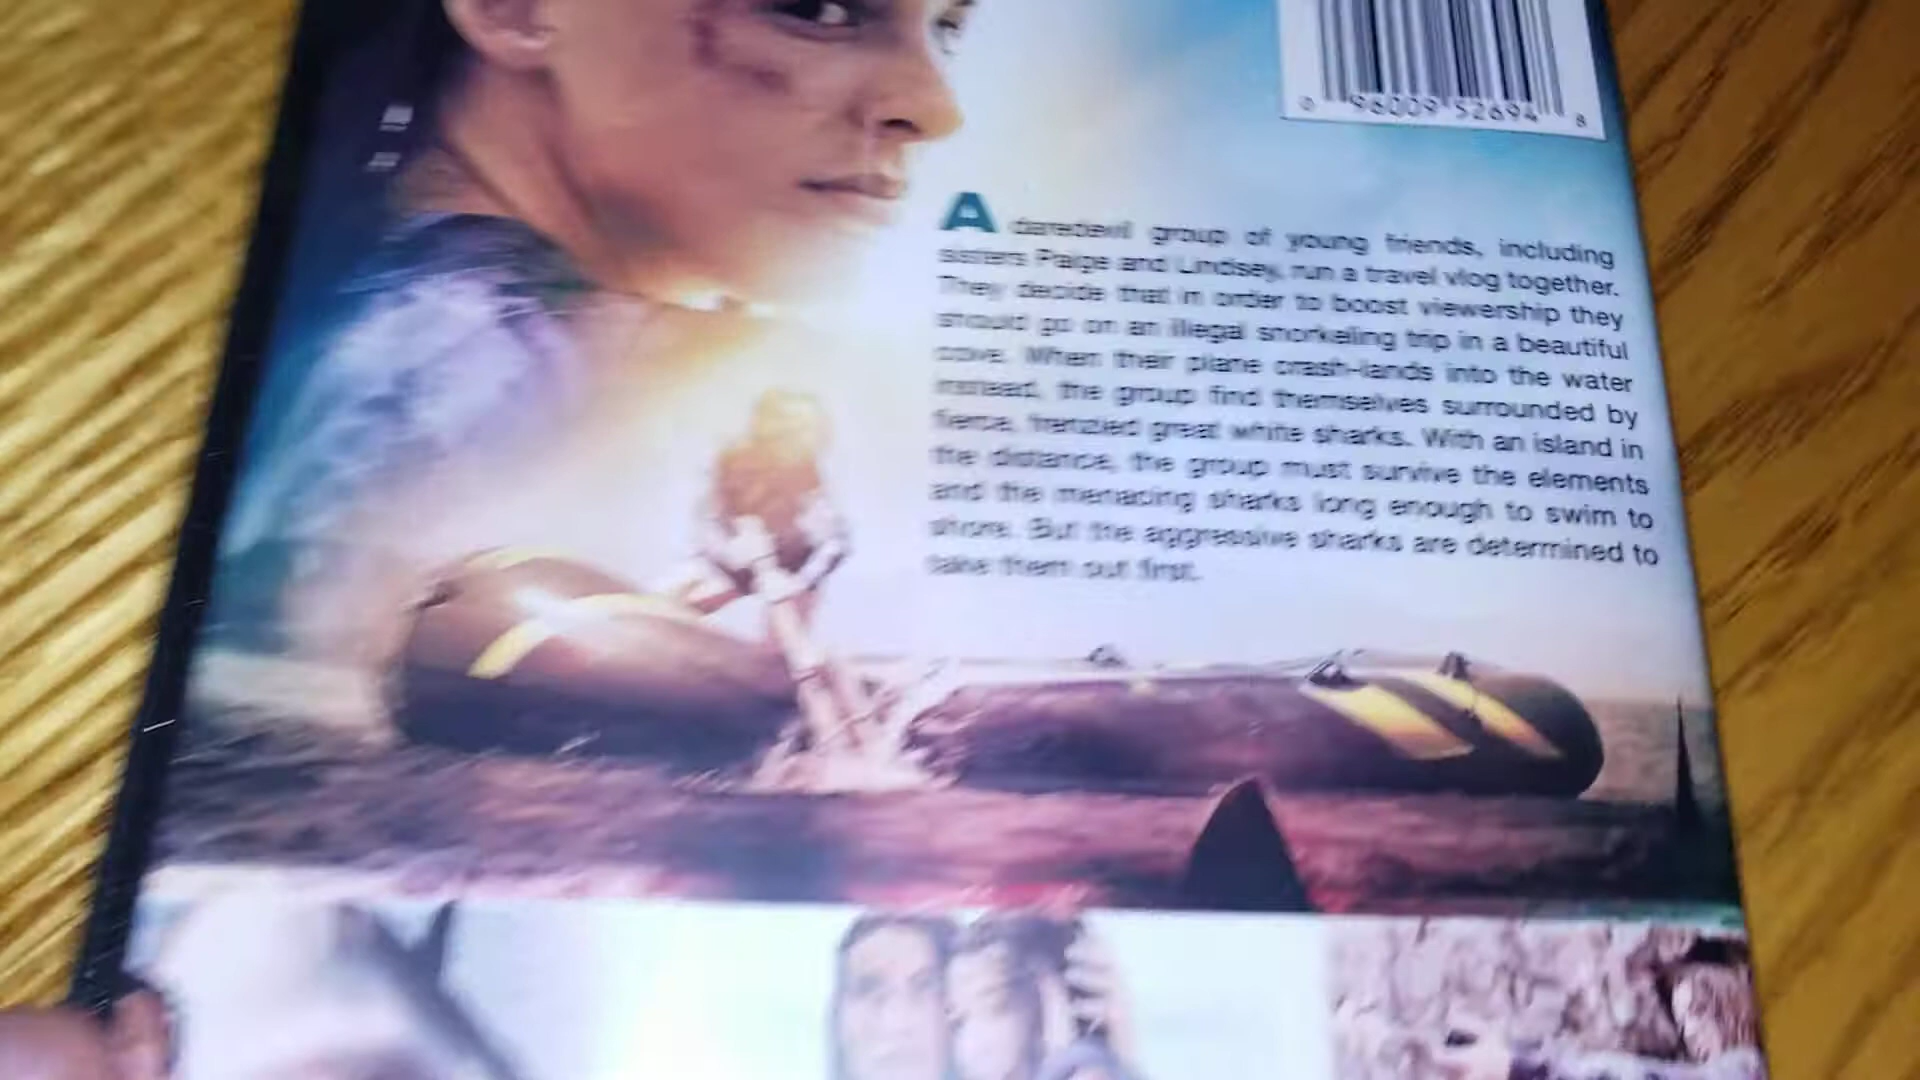 0 96009 52694 8
A daredevil group of young friends, including
sisters Paige and Lindsey, run a travel vlog together.
They decide that in order to boost viewership they
should go on an illegal snorkeling trip in a beautiful
cove. When their plane crash-lands into the water
instead, the group find themselves surrounded by
fierce, frenzied great white sharks. With an island in
the distance, the group must survive the elements
and the menacing sharks long enough to swim to
shore. But the aggressive sharks are determined to
take them out first.